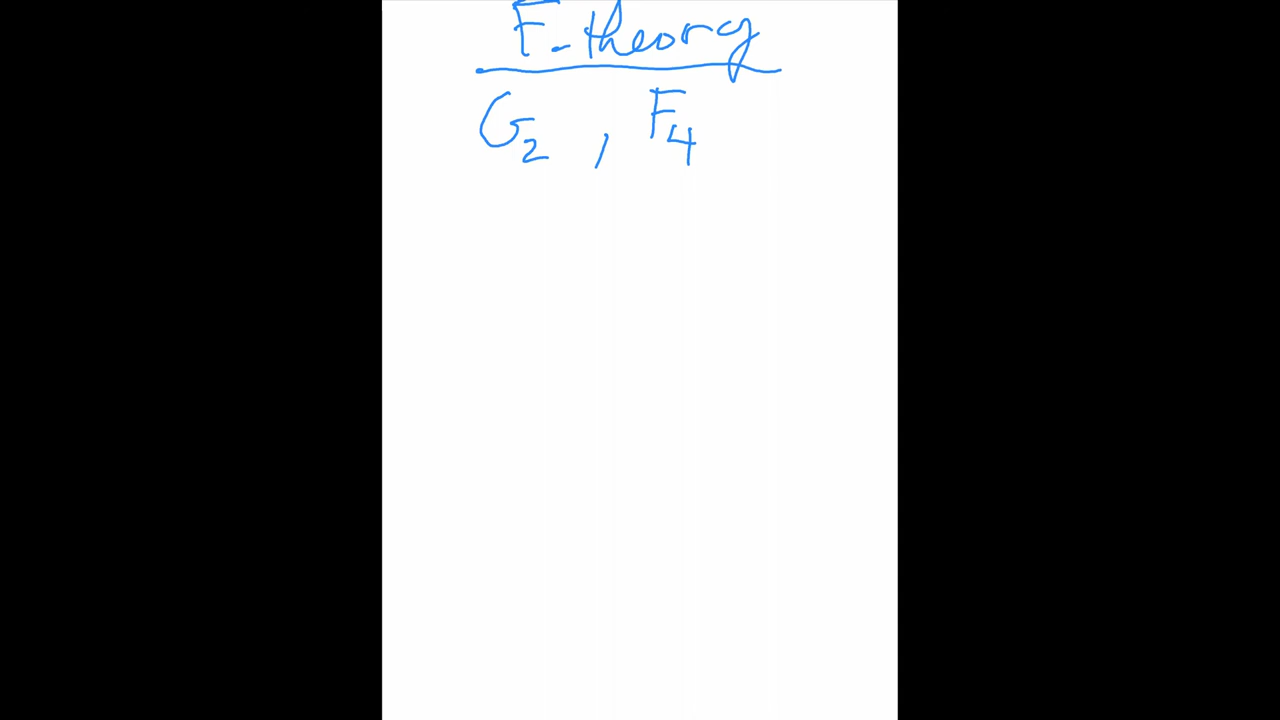 F-theory
G₂ , F₄